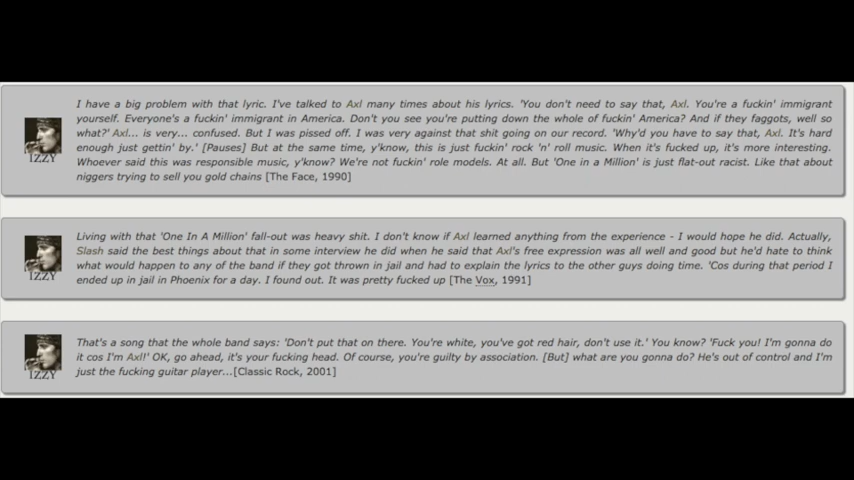 I have a big problem with that lyric. I've talked to Axl many times about his lyrics. 'You don't need to say that, Axl. You're a fuckin' immigrant
yourself. Everyone's a fuckin' immigrant in America. Don't you see you're putting down the whole of fuckin' America? And if they faggots, well so
what?' Axl... is very... confused. But I was pissed off. I was very against that shit going on our record. 'Why'd you have to say that, Axl. It's hard
enough just gettin' by.' [Pauses] But at the same time, y'know, this is just fuckin' rock 'n' roll music. When it's fucked up, it's more interesting.
Whoever said this was responsible music, y'know? We're not fuckin' role models. At all. But 'One in a Million' is just flat-out racist. Like that about
niggers trying to sell you gold chains [The Face, 1990]
IZZY
Living with that 'One In A Million' fall-out was heavy shit. I don't know if Axl learned anything from the experience - I would hope he did. Actually,
Slash said the best things about that in some interview he did when he said that Axl's free expression was all well and good but he'd hate to think
what would happen to any of the band if they got thrown in jail and had to explain the lyrics to the other guys doing time. 'Cos during that period I
ended up in jail in Phoenix for a day. I found out. It was pretty fucked up [The Vox, 1991]
IZZY
That's a song that the whole band says: 'Don't put that on there. You're white, you've got red hair, don't use it.' You know? 'Fuck you! I'm gonna do
it cos I'm Axl!' OK, go ahead, it's your fucking head. Of course, you're guilty by association. [But] what are you gonna do? He's out of control and I'm
just the fucking guitar player...[Classic Rock, 2001]
IZZY